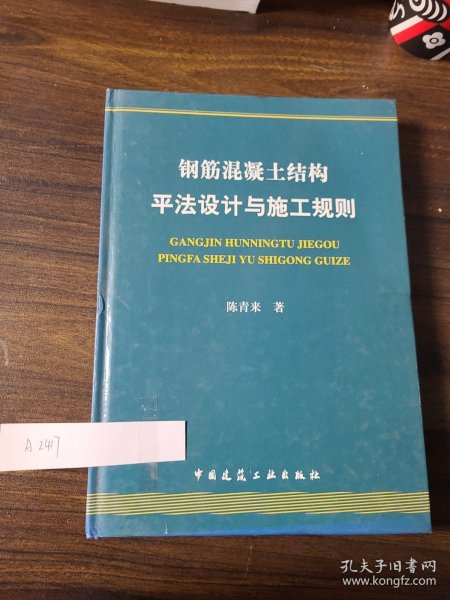 钢筋混凝土结构
平法设计与施工规则
GANGJIN HUNNINGTU JIEGOU
PINGFA SHEJI YU SHIGONG GUIZE
陈青来 著
A 2417
中国建筑工业出版社
孔夫子旧书网
www.kongfz.com